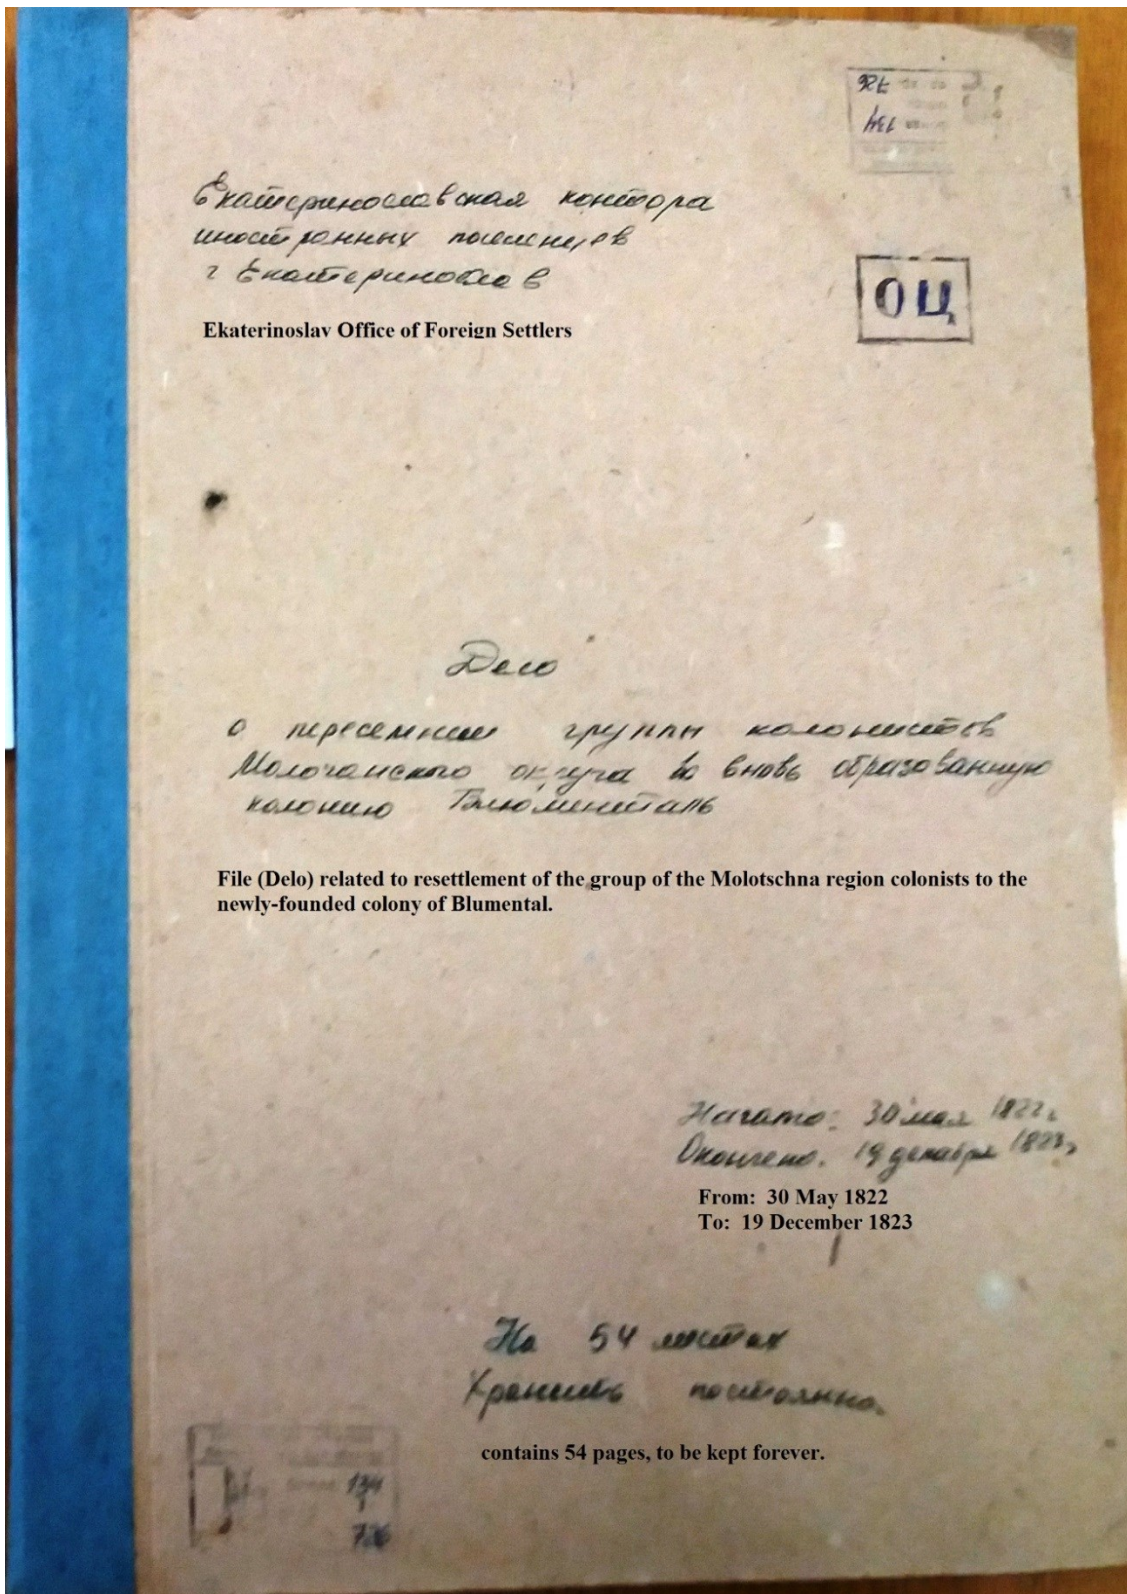 726
134
Екатеринославская контора
иностранных поселенцев
г Екатеринослав
ОЦ
Ekaterinoslav Office of Foreign Settlers
Дело
о переселении группы колонистов
Молочанского округа во вновь образованную
колонию Блюменталь
File (Delo) related to resettlement of the group of the Molotschna region colonists to the
newly-founded colony of Blumental.
Начато: 30 мая 1822 г.
Окончено. 19 декабря 1823 г.
From: 30 May 1822
To: 19 December 1823
На 54 листах
Хранить постоянно.
contains 54 pages, to be kept forever.
134
1
726